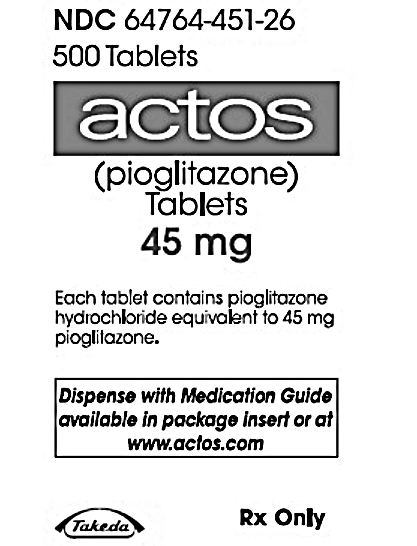 NDC 64764-451-26
500 Tablets
actos
(pioglitazone)
Tablets
45 mg
Each tablet contains pioglitazone
hydrochloride equivalent to 45 mg
pioglitazone.
Dispense with Medication Guide
available in package insert or at
www.actos.com
Takeda
Rx Only